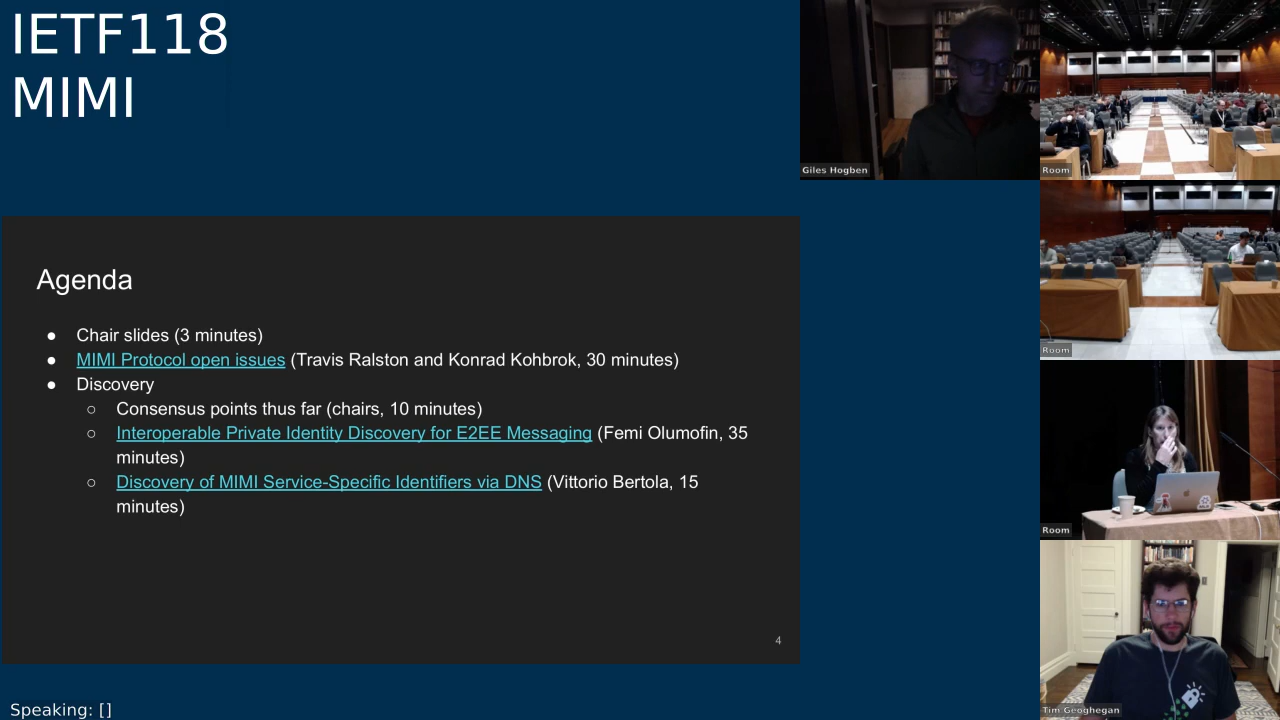 IETF118
MIMI
Giles Hogben
Room
Room
Agenda
● Chair slides (3 minutes)
● MIMI Protocol open issues (Travis Ralston and Konrad Kohbrok, 30 minutes)
● Discovery
○ Consensus points thus far (chairs, 10 minutes)
○ Interoperable Private Identity Discovery for E2EE Messaging (Femi Olumofin, 35
minutes)
○ Discovery of MIMI Service-Specific Identifiers via DNS (Vittorio Bertola, 15
minutes)
4
Room
Tim Geoghegan
Speaking: []